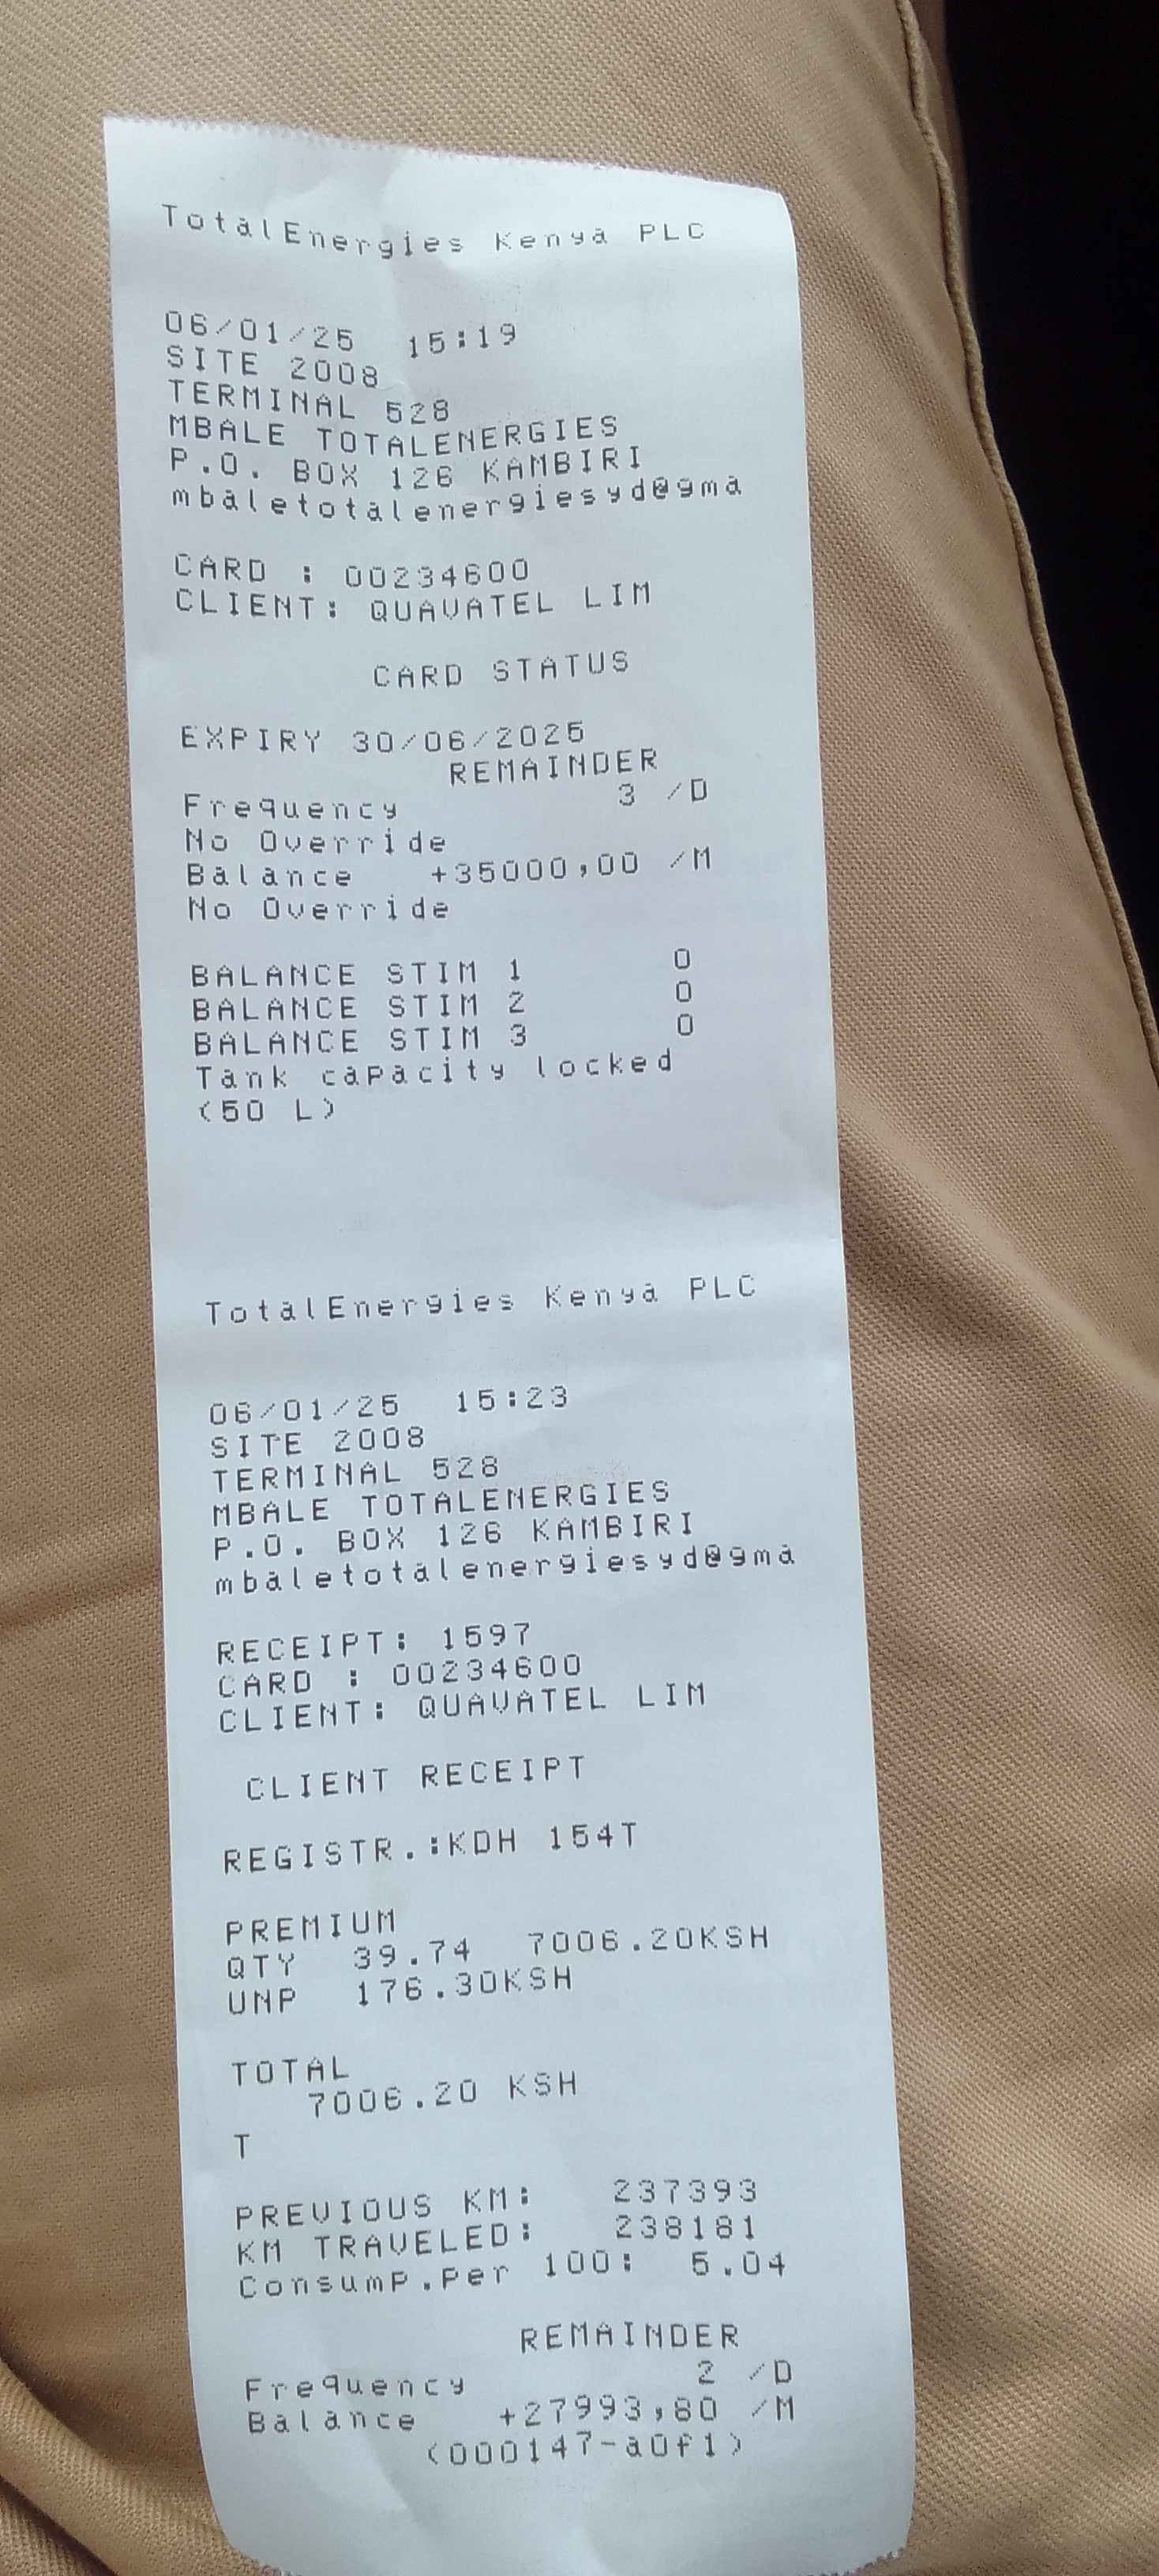 TotalEnergies Kenya PLC
06/01/25 15:19
SITE 2008
TERMINAL 528
MBALE TOTALENERGIES
P.O. BOX 126 KAMBIRI
mbaletotalenergiesyd@gma
CARD : 00234600
CLIENT: QUAVATEL LIM
CARD STATUS
EXPIRY 30/06/2025
REMAINDER
Frequency 3 /D
No Override
Balance +35000,00 /M
No Override
BALANCE STIM 1 0
BALANCE STIM 2 0
BALANCE STIM 3 0
Tank capacity locked
(50 L)
TotalEnergies Kenya PLC
06/01/25 15:23
SITE 2008
TERMINAL 528
MBALE TOTALENERGIES
P.O. BOX 126 KAMBIRI
mbaletotalenergiesyd@gma
RECEIPT: 1597
CARD : 00234600
CLIENT: QUAVATEL LIM
CLIENT RECEIPT
REGISTR.:KDH 154T
PREMIUM
QTY 39.74 7006.20KSH
UNP 176.30KSH
TOTAL
7006.20 KSH
T
PREVIOUS KM: 237393
KM TRAVELED: 238181
Consump.Per 100: 5.04
REMAINDER
Frequency 2 /D
Balance +27993,80 /M
(000147-a0f1)